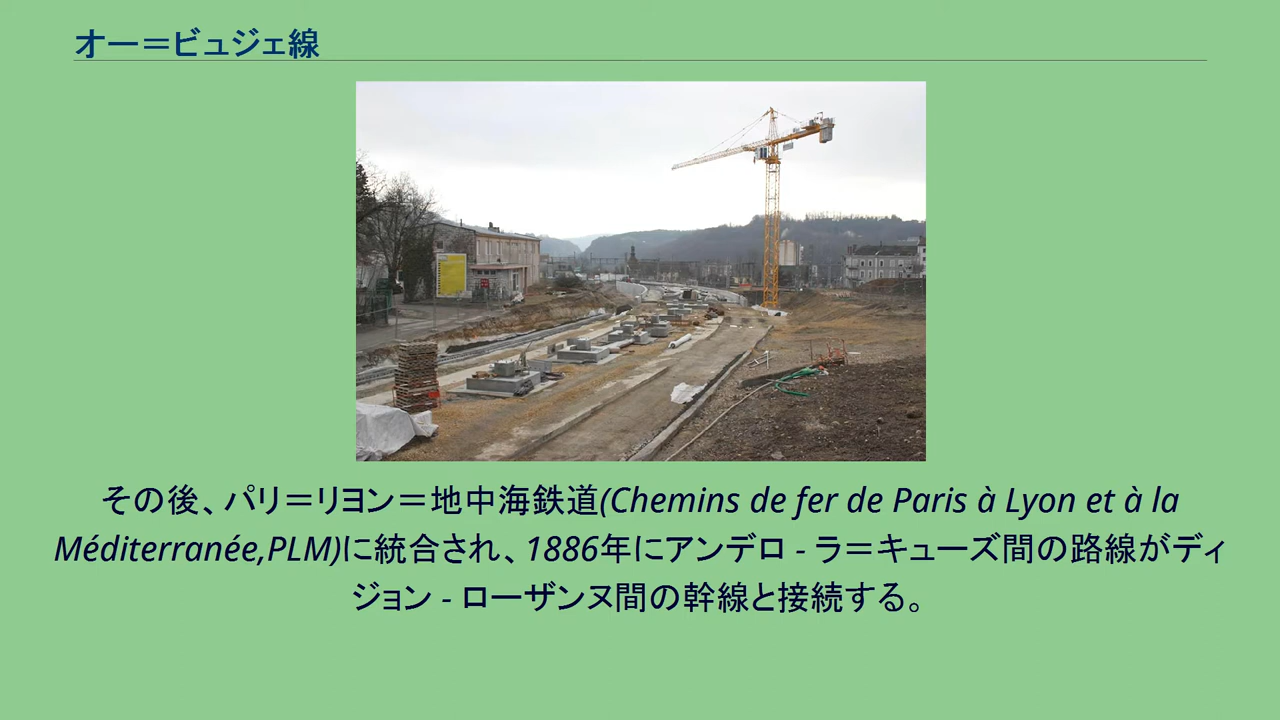 オー＝ビュジェ線
その後、パリ＝リヨン＝地中海鉄道(Chemins de fer de Paris à Lyon et à la
Méditerranée,PLM)に統合され、1886年にアンデロ - ラ＝キューズ間の路線がディ
ジョン - ローザンヌ間の幹線と接続する。